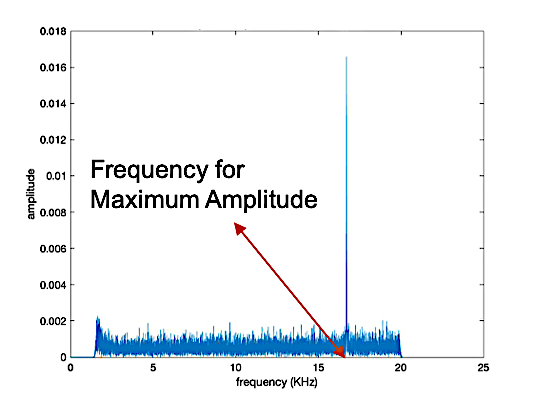 0.018
0.016
0.014
0.012
0.01
0.008
0.006
0.004
0.002
0
amplitude
Frequency for
Maximum Amplitude
0 5 10 15 20 25
frequency (KHz)